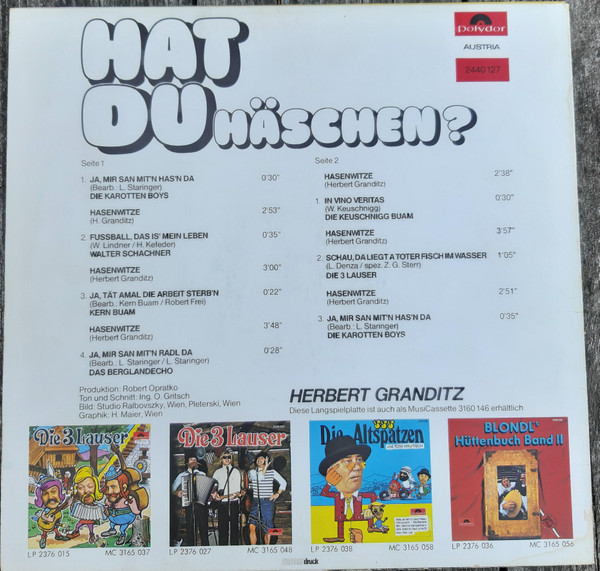 HAT
DU HÄSCHEN?
Polydor
AUSTRIA
2440 127
Seite 1
1. JA, MIR SAN MIT'N HAS'N DA 0'30"
(Bearb.: L. Staringer)
DIE KAROTTEN BOYS
HASENWITZE 2'53"
(H. Granditz)
2. FUSSBALL, DAS IS' MEIN LEBEN 0'35"
(W. Lindner / H. Kefeder)
WALTER SCHACHNER
HASENWITZE 3'00"
(Herbert Granditz)
3. JA, TÄT AMAL DIE ARBEIT STERB'N 0'22"
(Bearb.: Kern Buam / Robert Frei)
KERN BUAM
HASENWITZE 3'48"
(Herbert Granditz)
4. JA, MIR SAN MIT'N RADL DA 0'28"
(Bearb.: L. Staringer / L. Staringer)
DAS BERGLANDECHO
Seite 2
HASENWITZE 2'38"
(Herbert Granditz)
1. IN VINO VERITAS 0'30"
(W. Keuschnigg)
DIE KEUSCHNIGG BUAM
HASENWITZE 3'57"
(Herbert Granditz)
2. SCHAU, DA LIEGT A TOTER FISCH IM WASSER 1'05"
(L. Denza / spez. Z. G. Sterr)
DIE 3 LAUSER
HASENWITZE 2'51"
(Herbert Granditz)
3. JA, MIR SAN MIT'N HAS'N DA 0'35"
(Bearb.: L. Staringer)
DIE KAROTTEN BOYS
Produktion: Robert Opratko
Ton und Schnitt: Ing. O. Gritsch
Bild: Studio Ralbovszky, Wien, Pleterski, Wien
Graphik: H. Maier, Wien
HERBERT GRANDITZ
Diese Langspielplatte ist auch als MusiCassette 3160 146 erhältlich
Die 3 Lauser
LP 2376 015 MC 3165 037
Die 3 Lauser
LP 2376 027 MC 3165 048
Die Altspatzen
LP 2376 038 MC 3165 058
BLONDL'S
Hüttenbuch Band II
LP 2376 036 MC 3165 056
druck